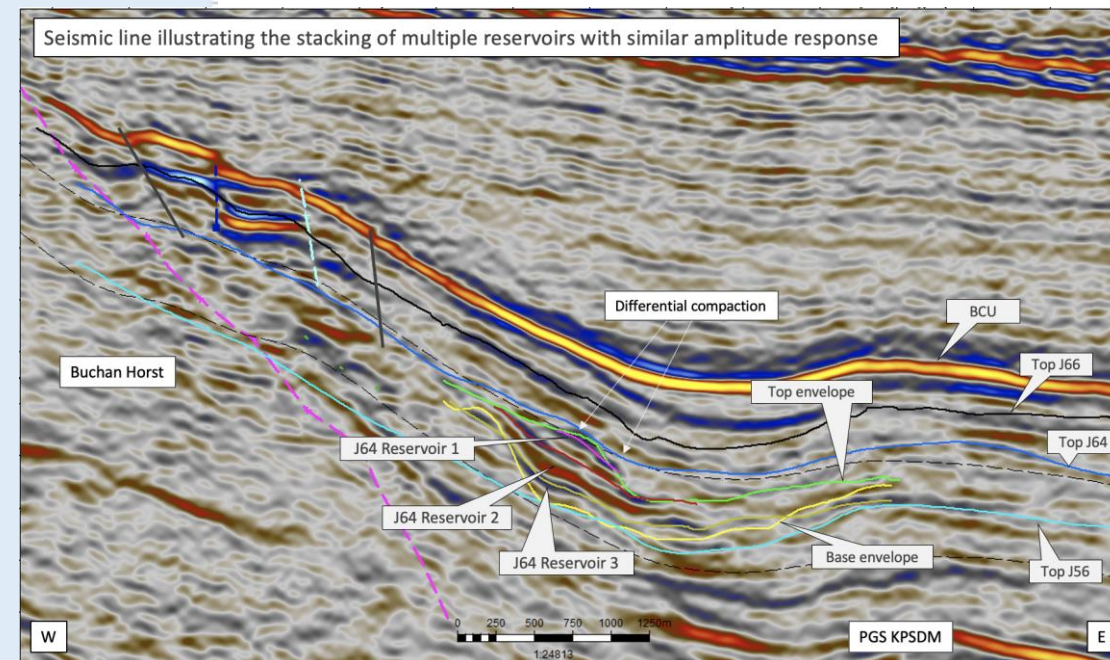 Seismic line illustrating the stacking of multiple reservoirs with similar amplitude response
Differential compaction
BCU
Top J66
Buchan Horst
Top envelope
Top J64
J64 Reservoir 1
J64 Reservoir 2
J64 Reservoir 3
Base envelope
Top J56
W
0 250 500 750 1000 1250m
1:24813
PGS KPSDM
E